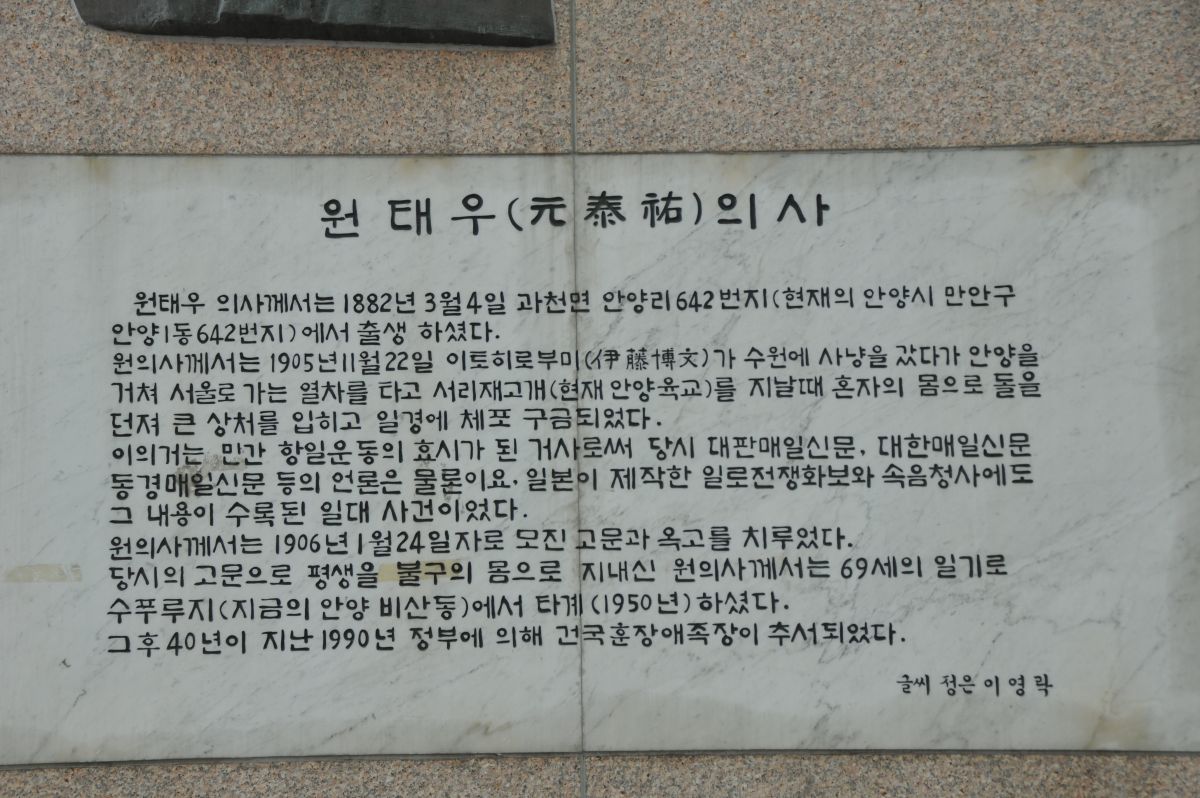 원태우(元泰祐)의사
원태우 의사께서는 1882년 3월 4일 과천면 안양리 642번지(현재의 안양시 만안구
안양1동 642번지)에서 출생 하셨다.
원의사께서는 1905년 11월 22일 이토히로부미(伊藤博文)가 수원에 사냥을 갔다가 안양을
거쳐 서울로 가는 열차를 타고 서리재고개(현재 안양육교)를 지날때 혼자의 몸으로 돌을
던져 큰 상처를 입히고 일경에 체포 구금되었다.
이의거는 민간 항일운동의 효시가 된 거사로써 당시 대판매일신문, 대한매일신문
동경매일신문 등의 언론은 물론이요, 일본이 제작한 일로전쟁화보와 속음청사에도
그 내용이 수록된 일대 사건이었다.
원의사께서는 1906년 1월 24일자로 모진 고문과 옥고를 치루었다.
당시의 고문으로 평생을 불구의 몸으로 지내신 원의사께서는 69세의 일기로
수푸루지(지금의 안양 비산동)에서 타계(1950년)하셨다.
그후 40년이 지난 1990년 정부에 의해 건국훈장애족장이 추서되었다.
글씨 정은 이영락